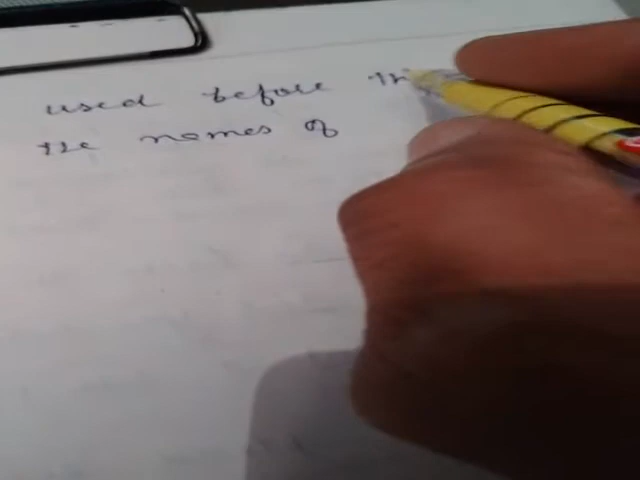 used before th
the names of